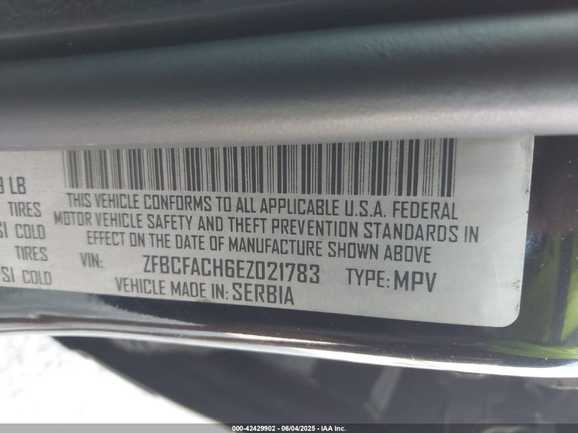 THIS VEHICLE CONFORMS TO ALL APPLICABLE U.S.A. FEDERAL
MOTOR VEHICLE SAFETY AND THEFT PREVENTION STANDARDS IN
EFFECT ON THE DATE OF MANUFACTURE SHOWN ABOVE
VIN: ZFBCFACH6EZ021783 TYPE: MPV
VEHICLE MADE IN: SERBIA
LB
TIRES
COLD
TIRES
SI COLD
000-42429902 - 06/04/2025 - IAA Inc.